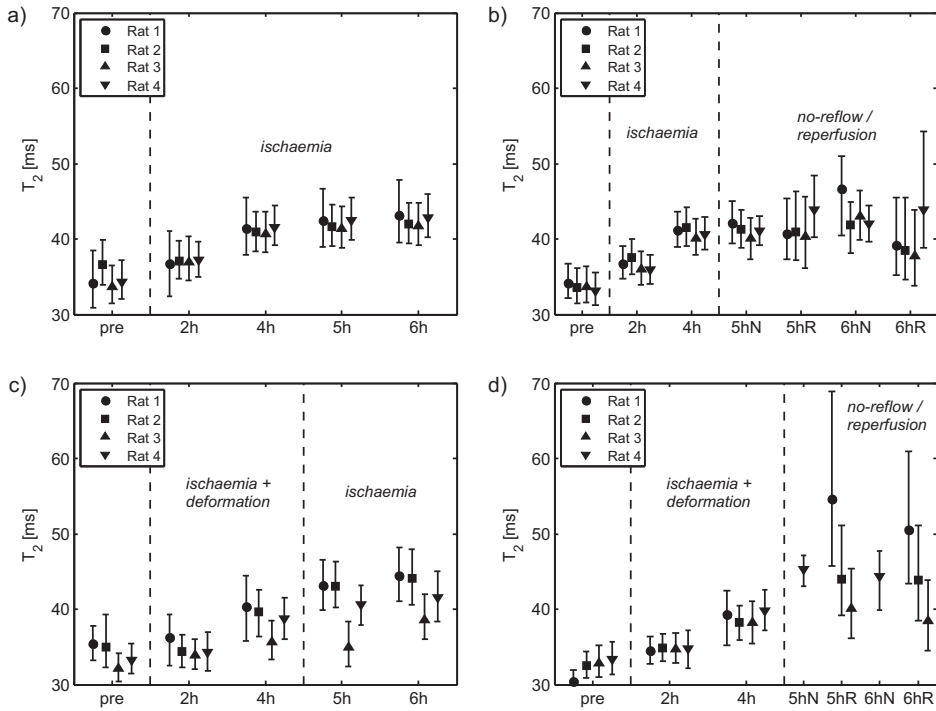 a)
70
60
50
40
30
T2 [ms]
Rat 1
Rat 2
Rat 3
Rat 4
ischaemia
pre 2h 4h 5h 6h
b)
70
60
50
40
30
T2 [ms]
Rat 1
Rat 2
Rat 3
Rat 4
ischaemia
no-reflow /
reperfusion
pre 2h 4h 5hN 5hR 6hN 6hR
c)
70
60
50
40
30
T2 [ms]
Rat 1
Rat 2
Rat 3
Rat 4
ischaemia +
deformation
ischaemia
pre 2h 4h 5h 6h
d)
70
60
50
40
30
T2 [ms]
Rat 1
Rat 2
Rat 3
Rat 4
ischaemia +
deformation
no-reflow /
reperfusion
pre 2h 4h 5hN 5hR 6hN 6hR